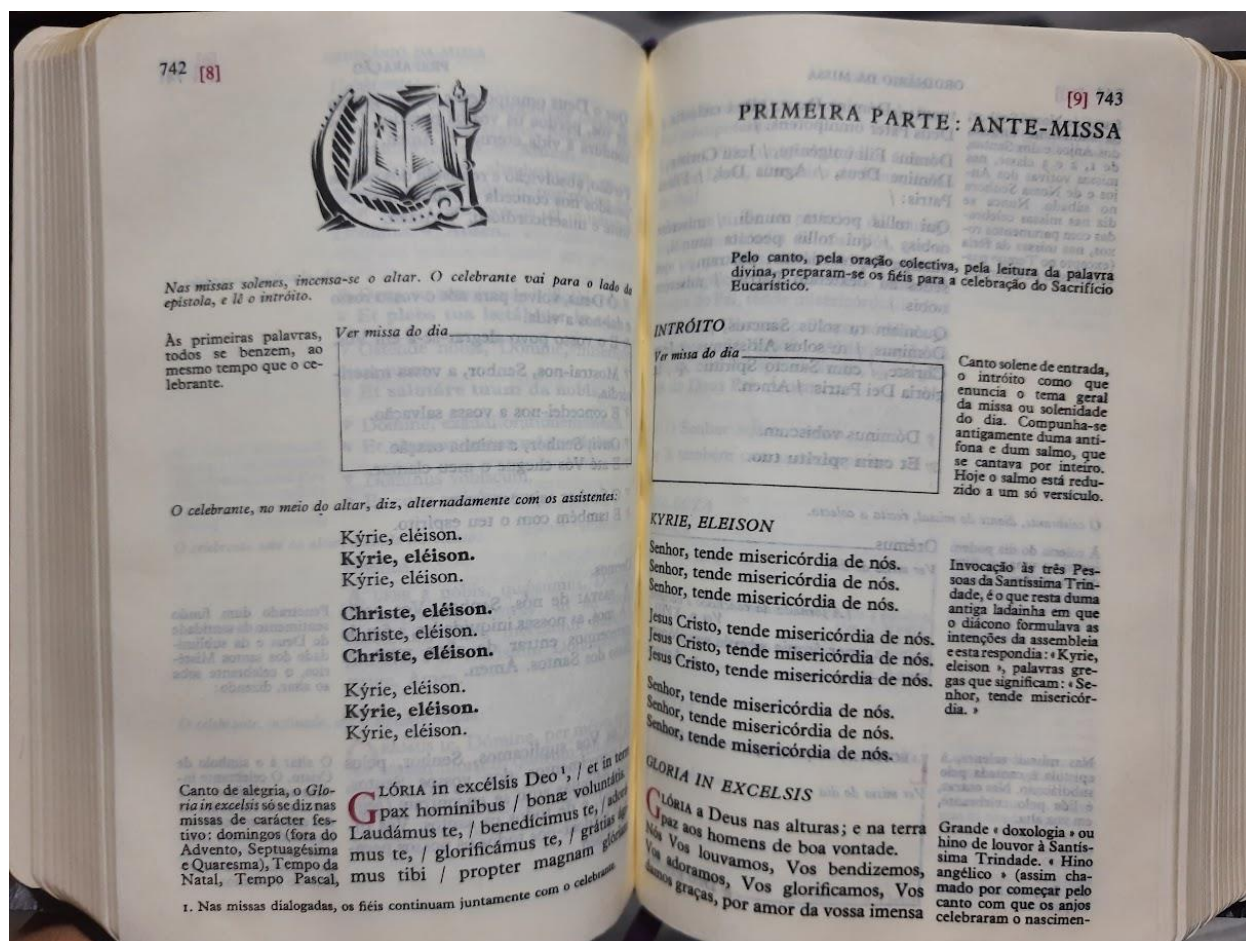 742 [8]
Nas missas solenes, incensa-se o altar. O celebrante vai para o lado da
epístola, e lê o intróito.
Às primeiras palavras,
todos se benzem, ao
mesmo tempo que o ce-
lebrante.
Ver missa do dia
O celebrante, no meio do altar, diz, alternadamente com os assistentes:
Kýrie, eléison.
Kýrie, eléison.
Kýrie, eléison.
Christe, eléison.
Christe, eléison.
Christe, eléison.
Kýrie, eléison.
Kýrie, eléison.
Kýrie, eléison.
Canto de alegria, o Glo-
ria in excelsis só se diz nas
missas de carácter fes-
tivo: domingos (fora do
Advento, Septuagésima
e Quaresma), Tempo da
Natal, Tempo Pascal,
GLÓRIA in excélsis Deo¹, / et in terra
pax homínibus / bonæ voluntátis.
Laudámus te, / benedícimus te, / adorá-
mus te, / glorificámus te, / grátias ági-
mus tibi / propter magnam glóriam
1. Nas missas dialogadas, os fiéis continuam juntamente com o celebrante.
[9] 743
PRIMEIRA PARTE: ANTE-MISSA
Pelo canto, pela oração colectiva, pela leitura da palavra
divina, preparam-se os fiéis para a celebração do Sacrifício
Eucarístico.
INTRÓITO
Ver missa do dia
Canto solene de entrada,
o intróito como que
enuncia o tema geral
da missa ou solenidade
do dia. Compunha-se
antigamente duma antí-
fona e dum salmo, que
se cantava por inteiro.
Hoje o salmo está redu-
zido a um só versículo.
KYRIE, ELEISON
Senhor, tende misericórdia de nós.
Senhor, tende misericórdia de nós.
Senhor, tende misericórdia de nós.
Jesus Cristo, tende misericórdia de nós.
Jesus Cristo, tende misericórdia de nós.
Jesus Cristo, tende misericórdia de nós.
Senhor, tende misericórdia de nós.
Senhor, tende misericórdia de nós.
Senhor, tende misericórdia de nós.
Invocação às três Pes-
soas da Santíssima Trin-
dade, é o que resta duma
antiga ladainha em que
o diácono formulava as
intenções da assembleia
e esta respondia: « Kyrie,
eleison », palavras gre-
gas que significam: « Se-
nhor, tende misericór-
dia. »
GLORIA IN EXCELSIS
GLÓRIA a Deus nas alturas; e na terra
paz aos homens de boa vontade.
Nós Vos louvamos, Vos bendizemos,
Vos adoramos, Vos glorificamos, Vos
damos graças, por amor da vossa imensa
Grande « doxologia » ou
hino de louvor à Santís-
sima Trindade. « Hino
angélico » (assim cha-
mado por começar pelo
canto com que os anjos
celebraram o nascimen-